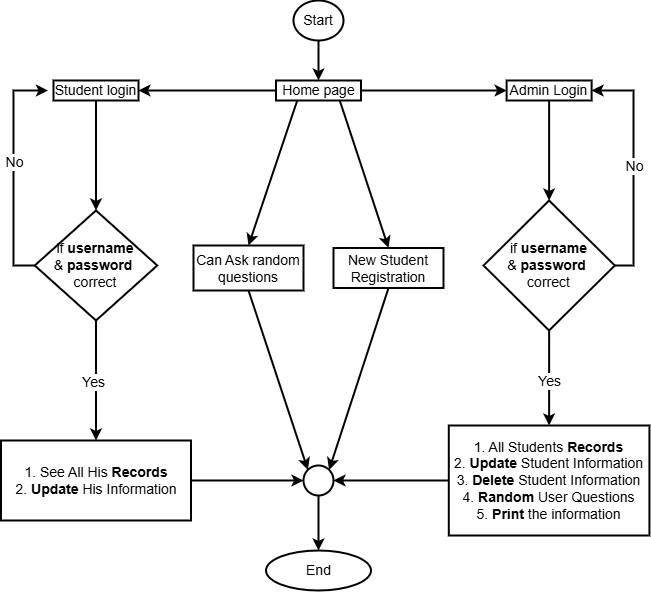 Start
Student login
Home page
Admin Login
No
No
if username
& password
correct
Can Ask random
questions
New Student
Registration
if username
& password
correct
Yes
Yes
1. See All His Records
2. Update His Information
1. All Students Records
2. Update Student Information
3. Delete Student Information
4. Random User Questions
5. Print the information
End